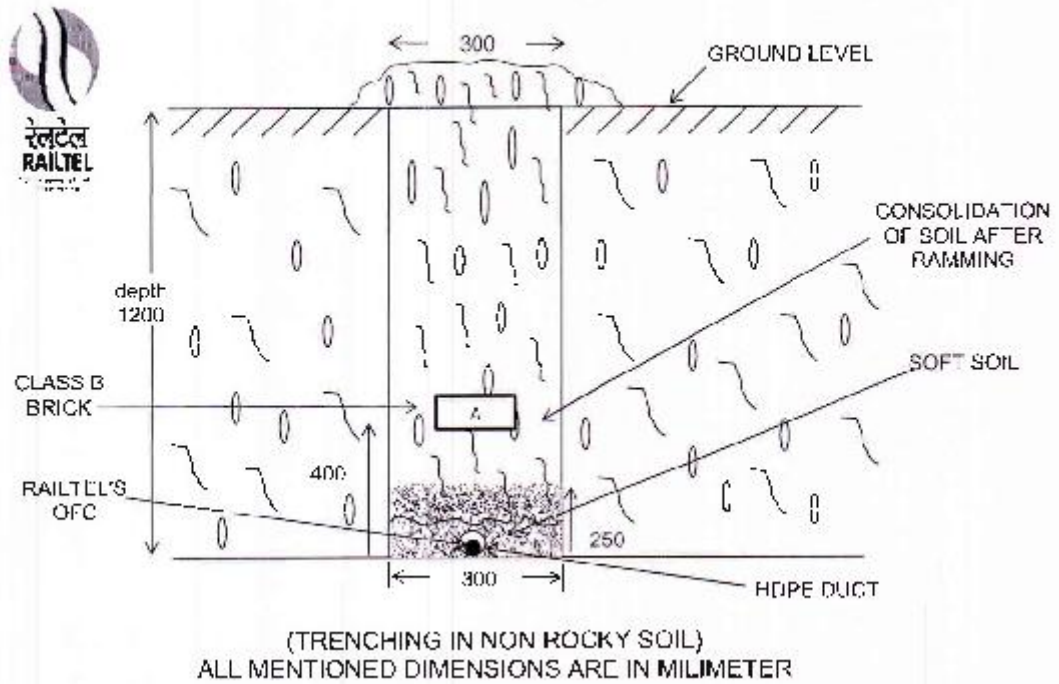 300
GROUND LEVEL
रेलटेल
RAILTEL
CONSOLIDATION
OF SOIL AFTER
RAMMING
depth
1200
SOFT SOIL
CLASS B
BRICK
A
400
RAILTEL'S
OFC
250
300
HDPE DUCT
(TRENCHING IN NON ROCKY SOIL)
ALL MENTIONED DIMENSIONS ARE IN MILIMETER